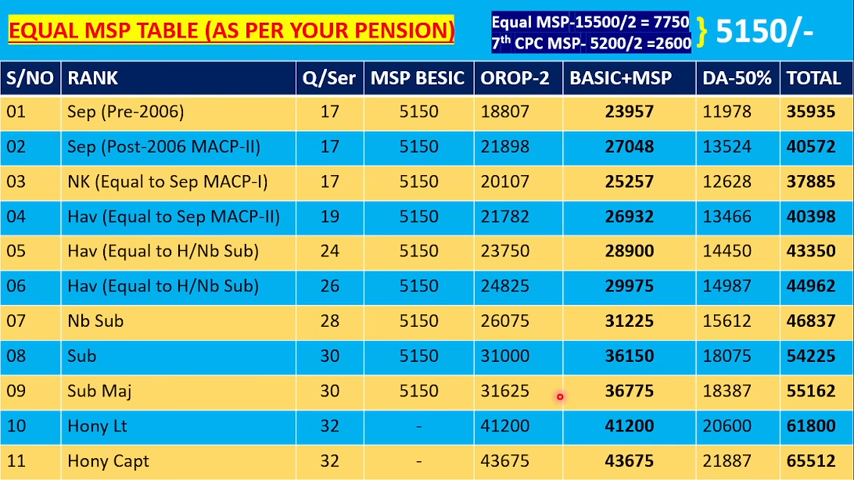 EQUAL MSP TABLE (AS PER YOUR PENSION)
Equal MSP-15500/2 = 7750
7th CPC MSP- 5200/2 =2600
} 5150/-
S/NO RANK Q/Ser MSP BESIC OROP-2 BASIC+MSP DA-50% TOTAL
01 Sep (Pre-2006) 17 5150 18807 23957 11978 35935
02 Sep (Post-2006 MACP-II) 17 5150 21898 27048 13524 40572
03 NK (Equal to Sep MACP-I) 17 5150 20107 25257 12628 37885
04 Hav (Equal to Sep MACP-II) 19 5150 21782 26932 13466 40398
05 Hav (Equal to H/Nb Sub) 24 5150 23750 28900 14450 43350
06 Hav (Equal to H/Nb Sub) 26 5150 24825 29975 14987 44962
07 Nb Sub 28 5150 26075 31225 15612 46837
08 Sub 30 5150 31000 36150 18075 54225
09 Sub Maj 30 5150 31625 36775 18387 55162
10 Hony Lt 32 - 41200 41200 20600 61800
11 Hony Capt 32 - 43675 43675 21887 65512